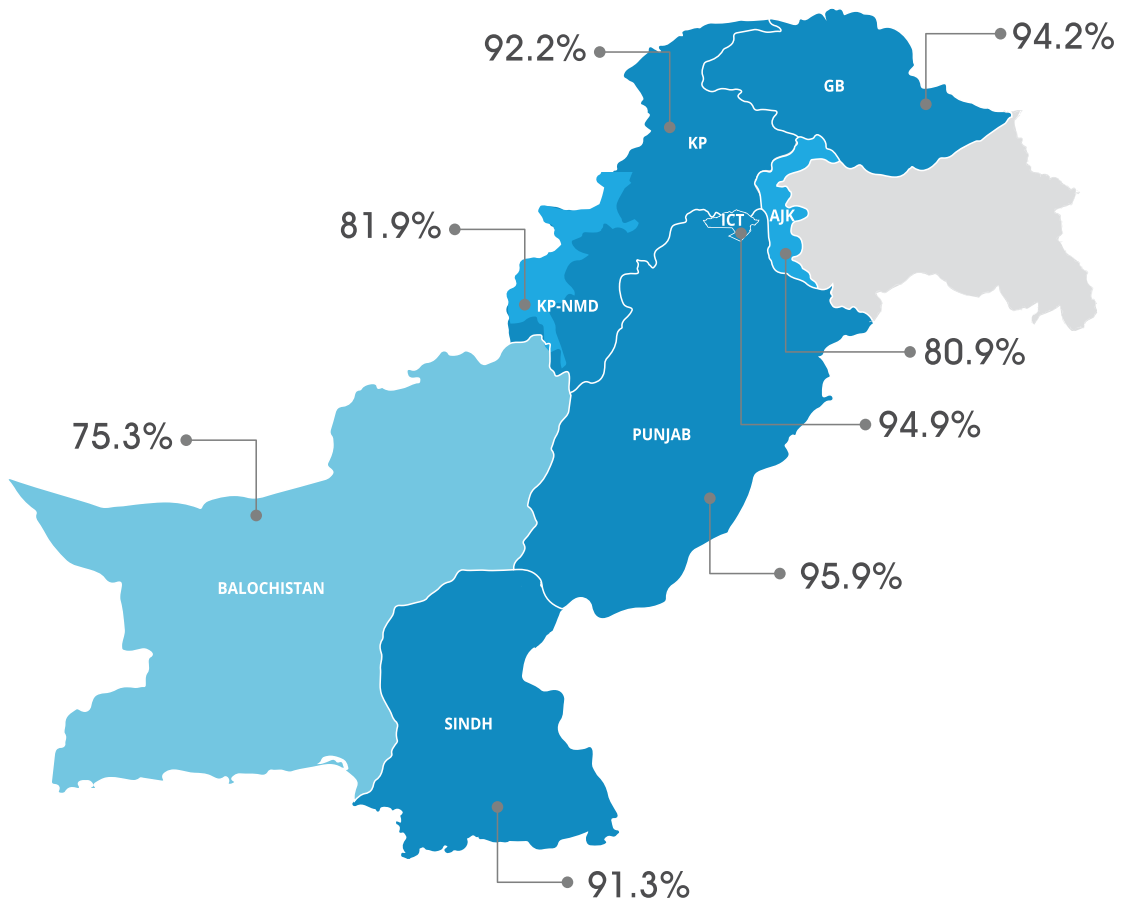 94.2%
92.2%
GB
KP
81.9%
ICT
AJK
KP-NMD
80.9%
94.9%
75.3%
PUNJAB
95.9%
BALOCHISTAN
SINDH
91.3%